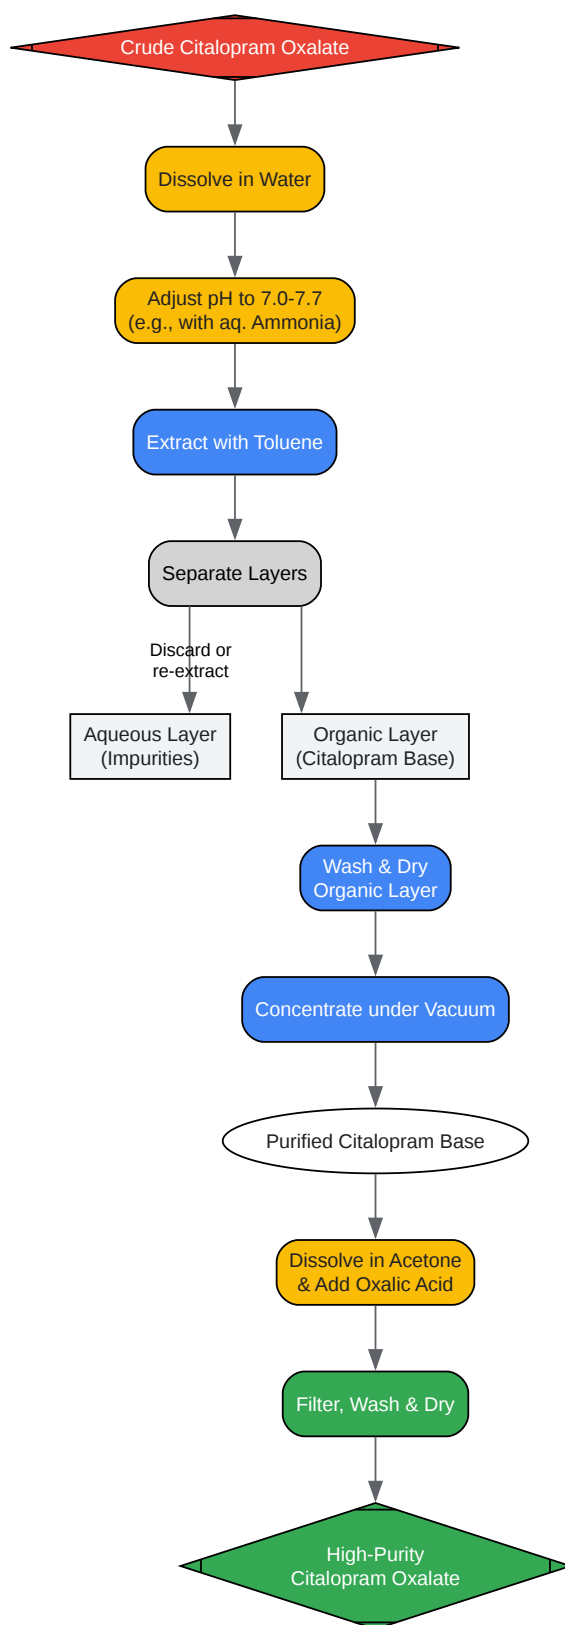 Crude Citalopram Oxalate
Dissolve in Water
Adjust pH to 7.0-7.7
(e.g., with aq. Ammonia)
Extract with Toluene
Separate Layers
Discard or
re-extract
Aqueous Layer
(Impurities)
Organic Layer
(Citalopram Base)
Wash & Dry
Organic Layer
Concentrate under Vacuum
Purified Citalopram Base
Dissolve in Acetone
& Add Oxalic Acid
Filter, Wash & Dry
High-Purity
Citalopram Oxalate